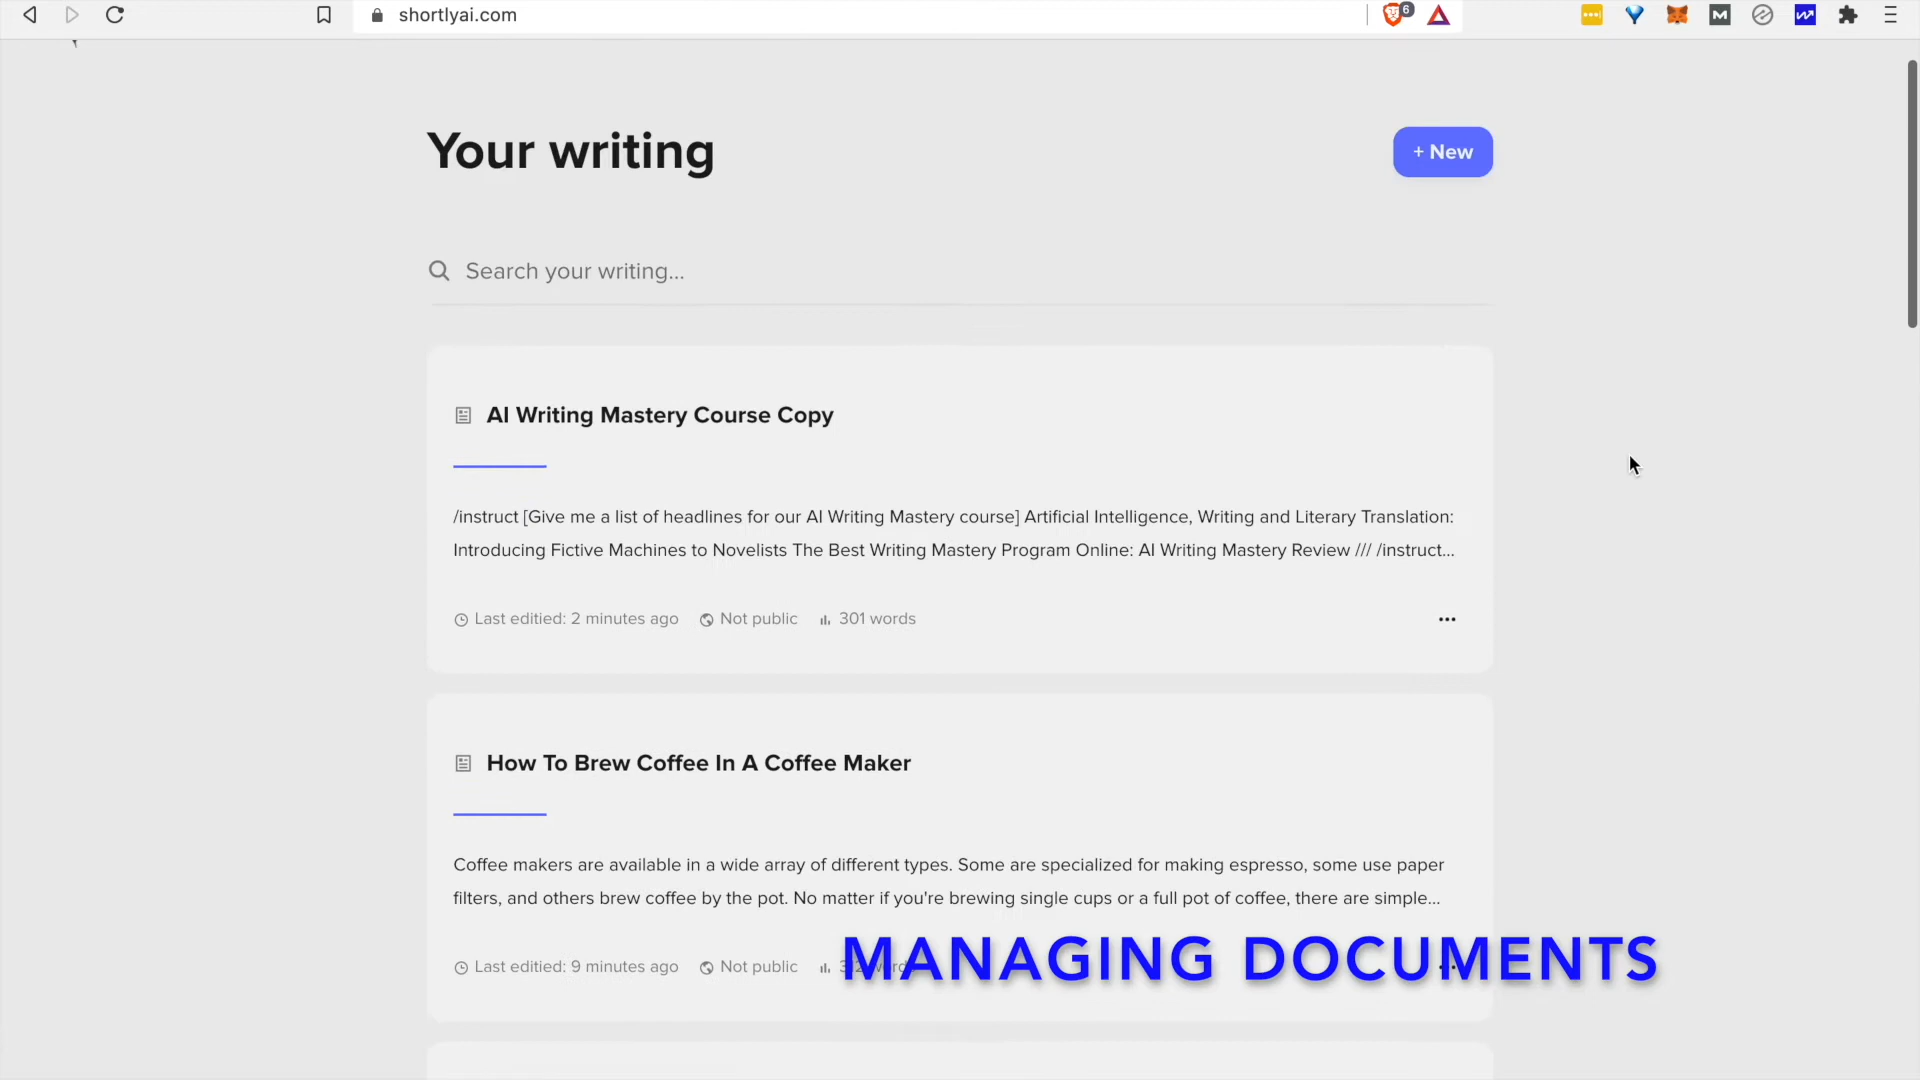 shortlyai.com
6
Your writing
+ New
Search your writing...
AI Writing Mastery Course Copy
/instruct [Give me a list of headlines for our AI Writing Mastery course] Artificial Intelligence, Writing and Literary Translation:
Introducing Fictive Machines to Novelists The Best Writing Mastery Program Online: AI Writing Mastery Review /// /instruct...
Last editied: 2 minutes ago Not public 301 words
How To Brew Coffee In A Coffee Maker
Coffee makers are available in a wide array of different types. Some are specialized for making espresso, some use paper
filters, and others brew coffee by the pot. No matter if you're brewing single cups or a full pot of coffee, there are simple...
Last editied: 9 minutes ago Not public
MANAGING DOCUMENTS